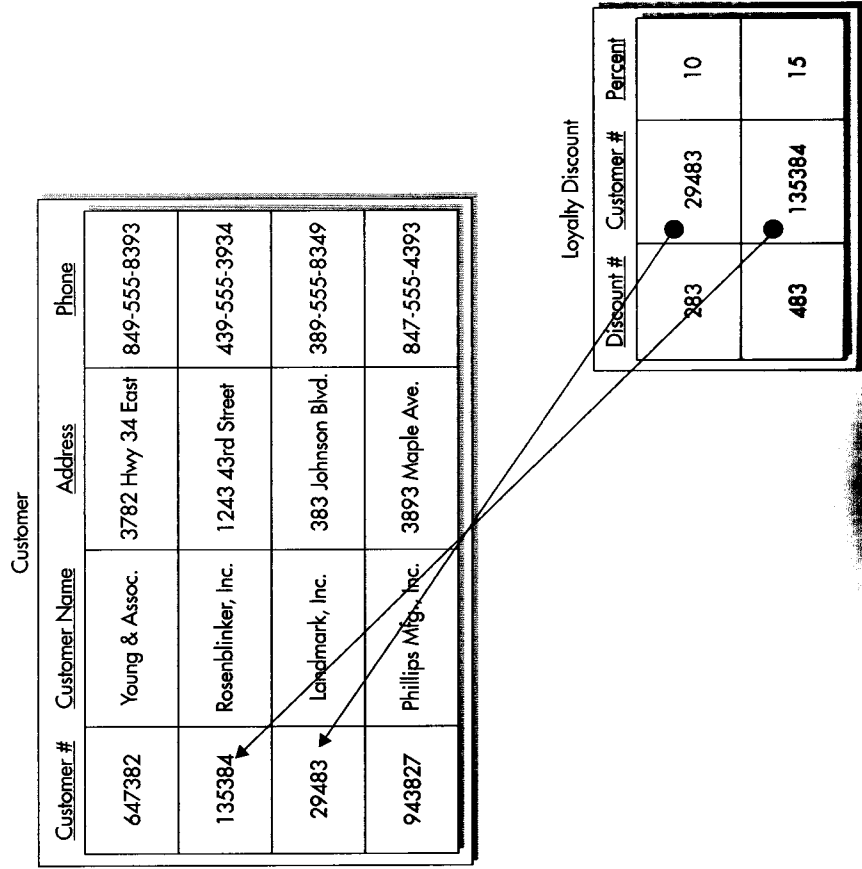 Customer
Customer # Customer Name Address Phone
647382 Young & Assoc. 3782 Hwy 34 East 849-555-8393
135384 Rosenblinker, Inc. 1243 43rd Street 439-555-3934
29483 Landmark, Inc. 383 Johnson Blvd. 389-555-8349
943827 Phillips Mfg., Inc. 3893 Maple Ave. 847-555-4393
Loyalty Discount
Discount # Customer # Percent
283 29483 10
483 135384 15